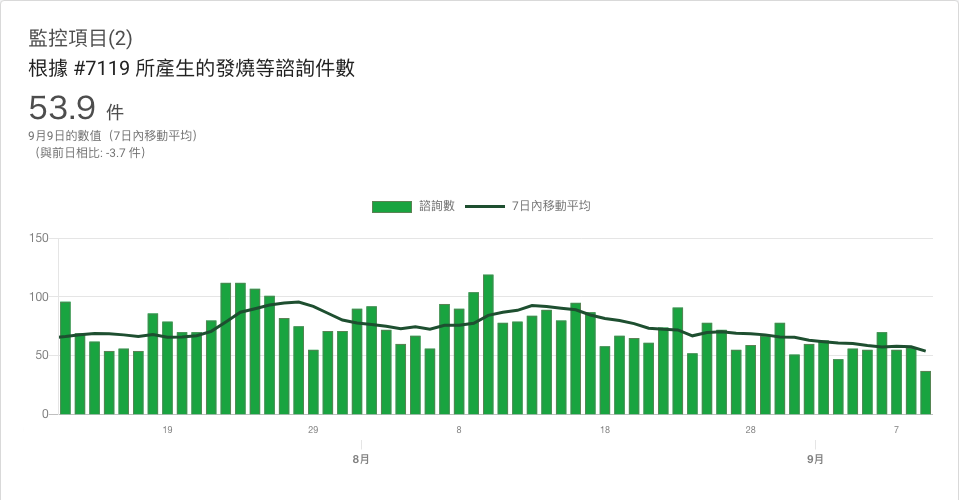 監控項目(2)
根據 #7119 所產生的發燒等諮詢件數
53.9 件
9月9日的數值（7日內移動平均）
（與前日相比: -3.7 件）
諮詢數 7日內移動平均
150
100
50
0
19 29 8 18 28 7
8月 9月